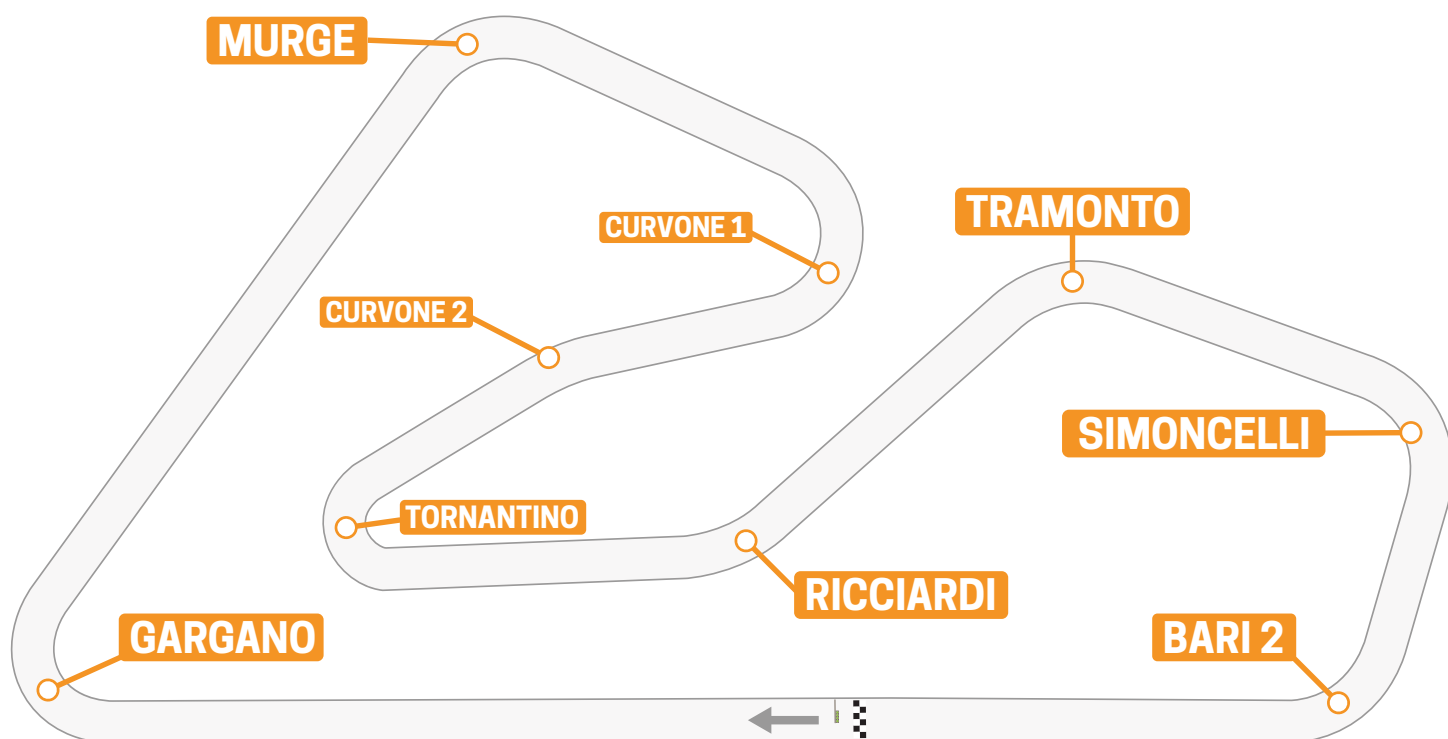 MURGE
TRAMONTO
CURVONE 1
CURVONE 2
SIMONCELLI
TORNANTINO
RICCIARDI
GARGANO
BARI 2